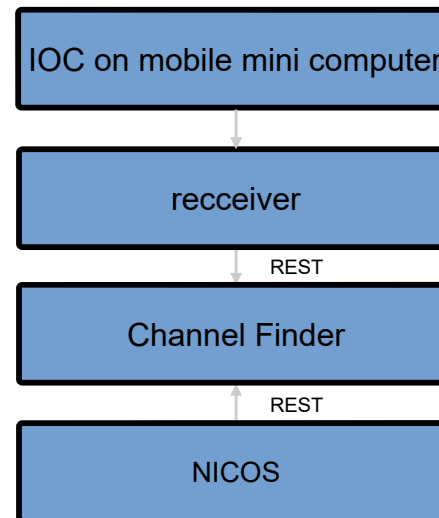 IOC on mobile mini computer
recceiver
REST
Channel Finder
REST
NICOS